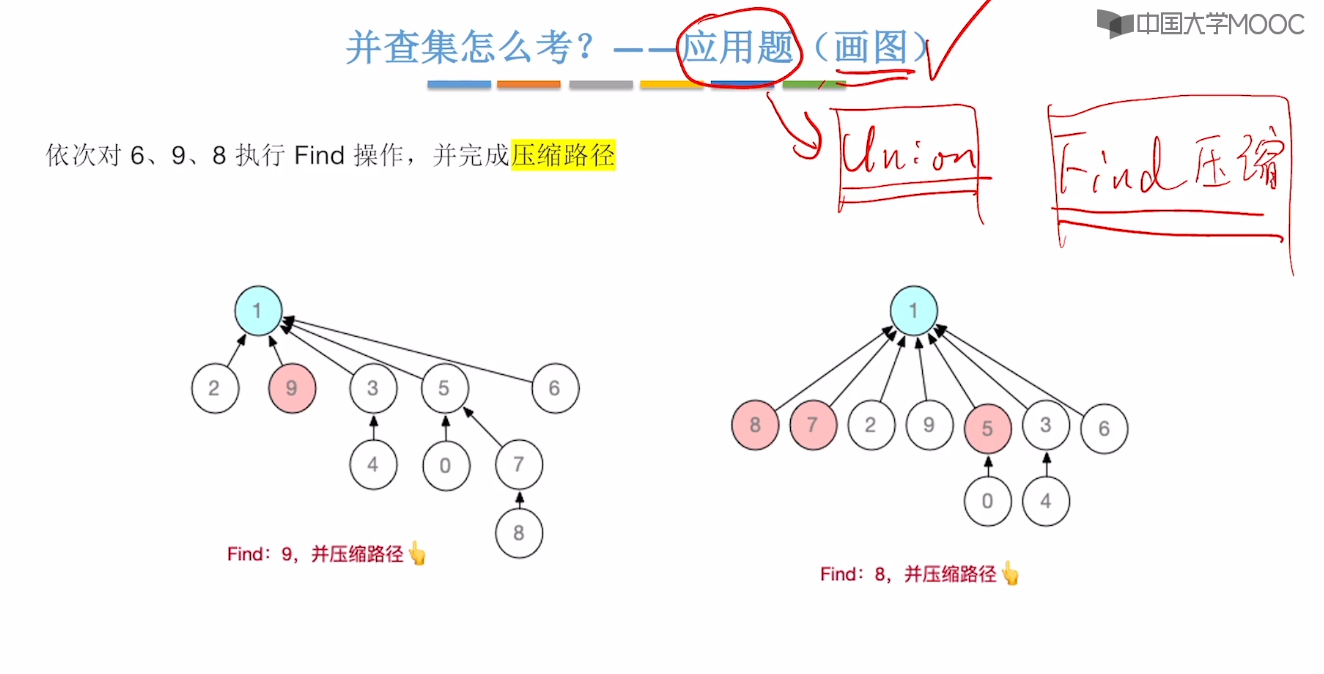 中国大学MOOC
并查集怎么考？——应用题（画图）
Union
Find压缩
依次对 6、9、8 执行 Find 操作，并完成压缩路径
1
2 9 3 5 6
4 0 7
8
Find：9，并压缩路径👆
1
8 7 2 9 5 3 6
0 4
Find：8，并压缩路径👆